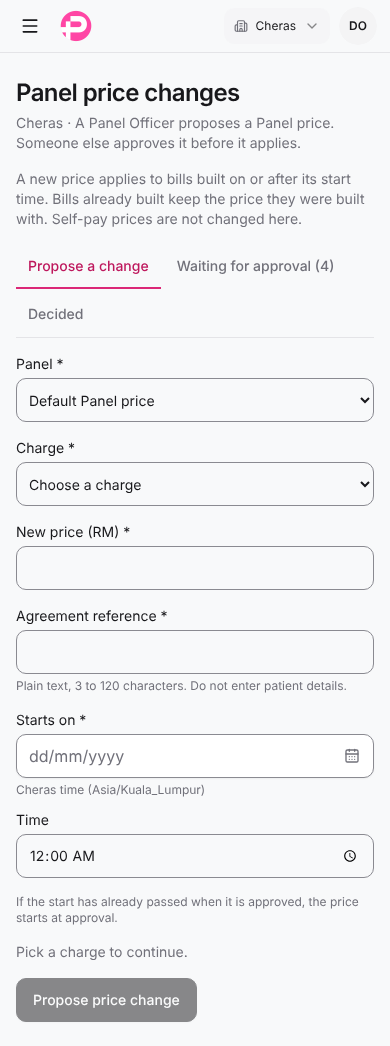 Cheras
DO
Panel price changes
Cheras · A Panel Officer proposes a Panel price.
Someone else approves it before it applies.
A new price applies to bills built on or after its start
time. Bills already built keep the price they were built
with. Self-pay prices are not changed here.
Propose a change
Waiting for approval (4)
Decided
Panel *
Default Panel price
Charge *
Choose a charge
New price (RM) *
Agreement reference *
Plain text, 3 to 120 characters. Do not enter patient details.
Starts on *
dd/mm/yyyy
Cheras time (Asia/Kuala_Lumpur)
Time
12:00 AM
If the start has already passed when it is approved, the price
starts at approval.
Pick a charge to continue.
Propose price change